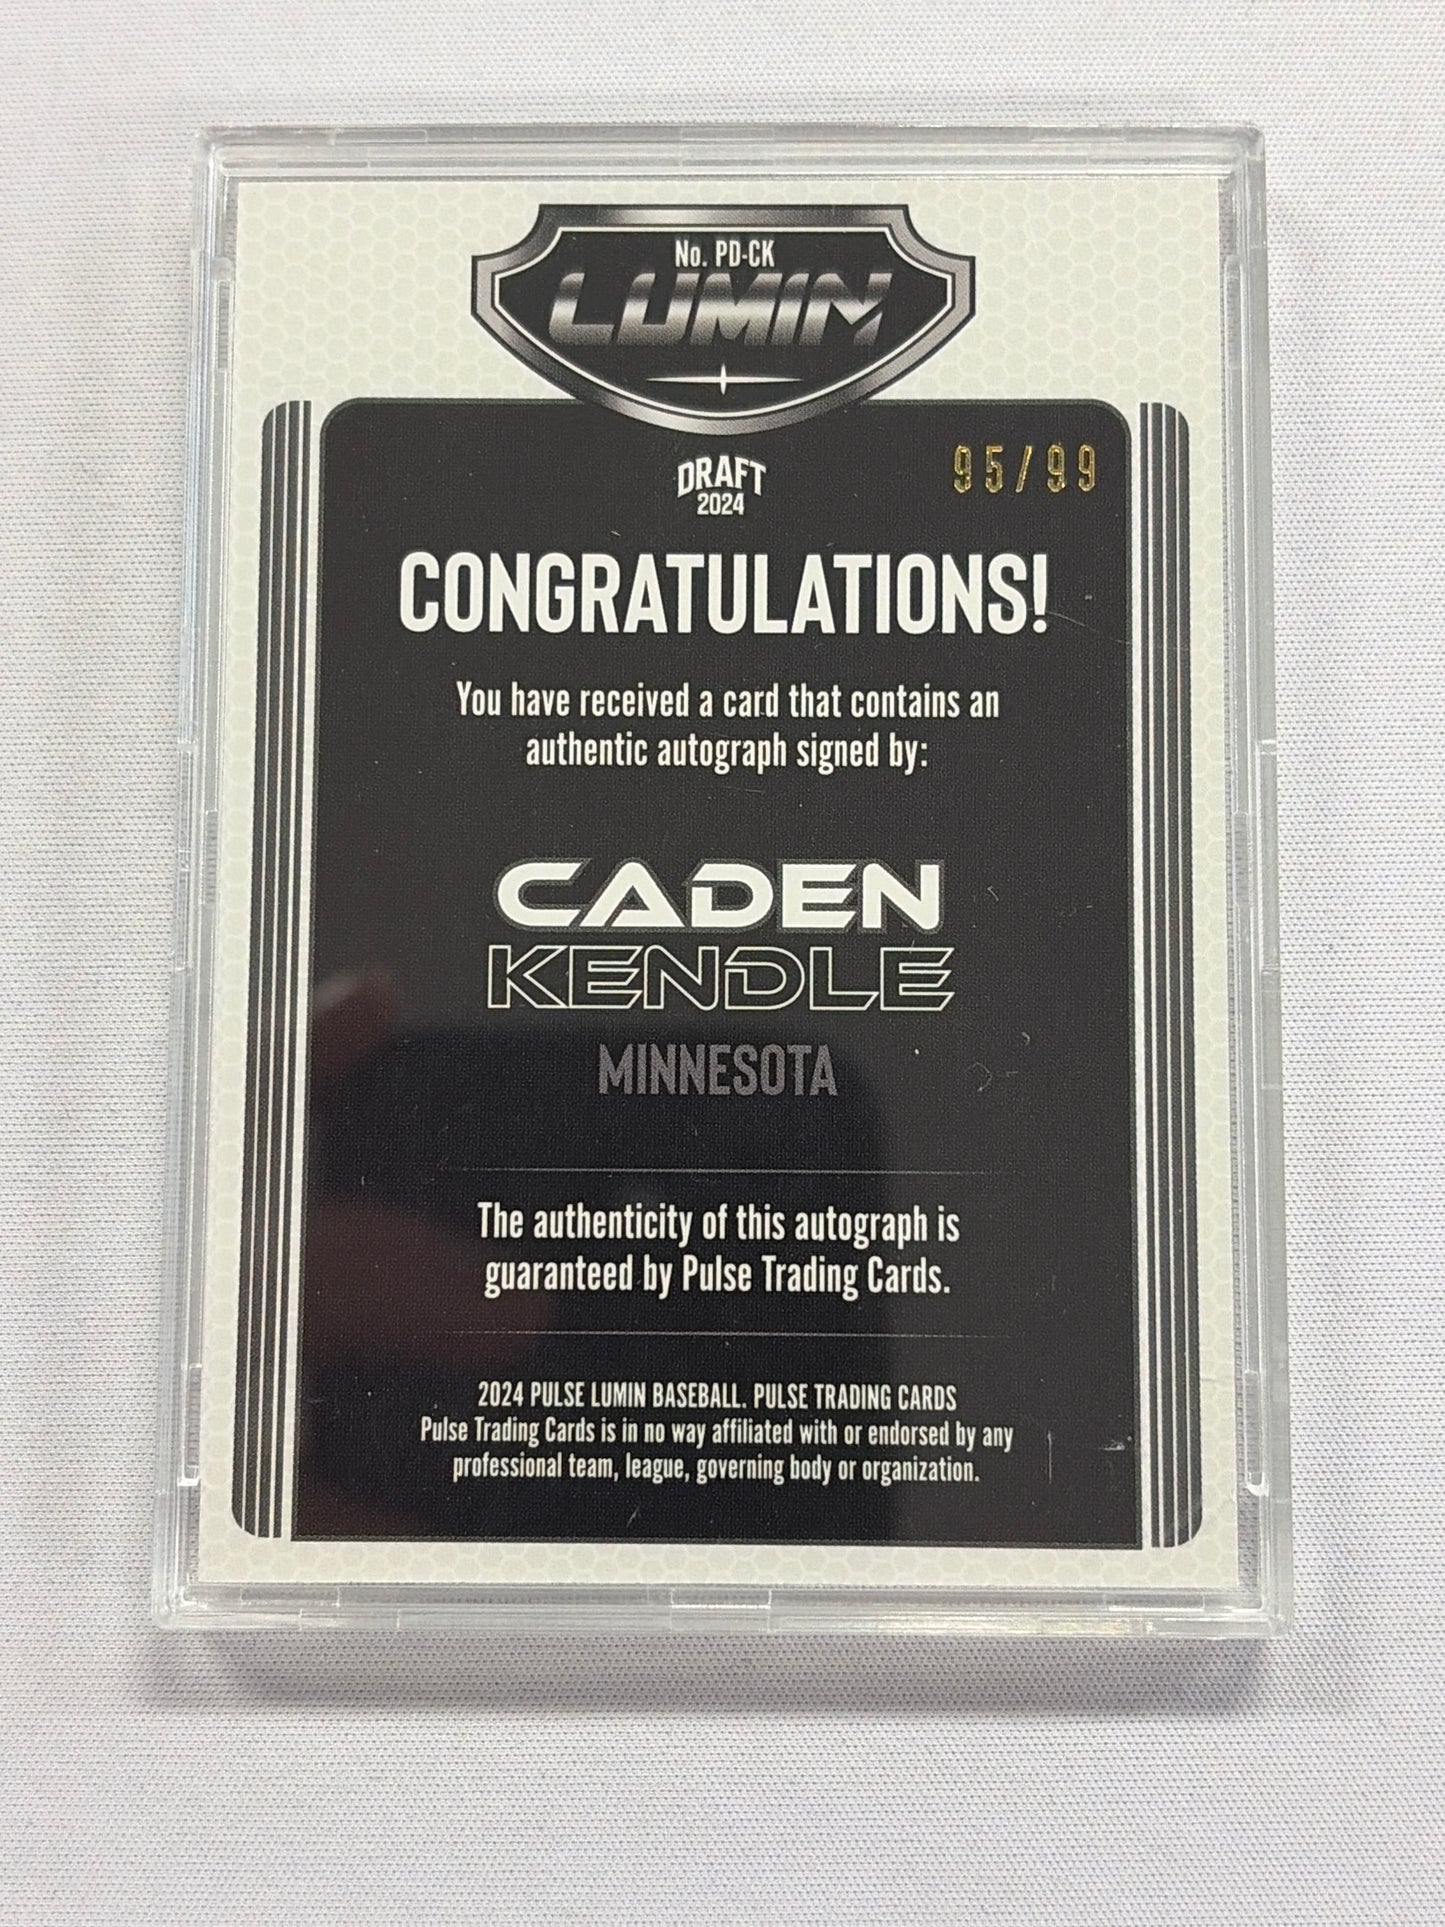 No. PD-CK
LUMIN
DRAFT
2024
95/99
CONGRATULATIONS!
You have received a card that contains an
authentic autograph signed by:
CADEN
KENDLE
MINNESOTA
The authenticity of this autograph is
guaranteed by Pulse Trading Cards.
2024 PULSE LUMIN BASEBALL. PULSE TRADING CARDS
Pulse Trading Cards is in no way affiliated with or endorsed by any
professional team, league, governing body or organization.